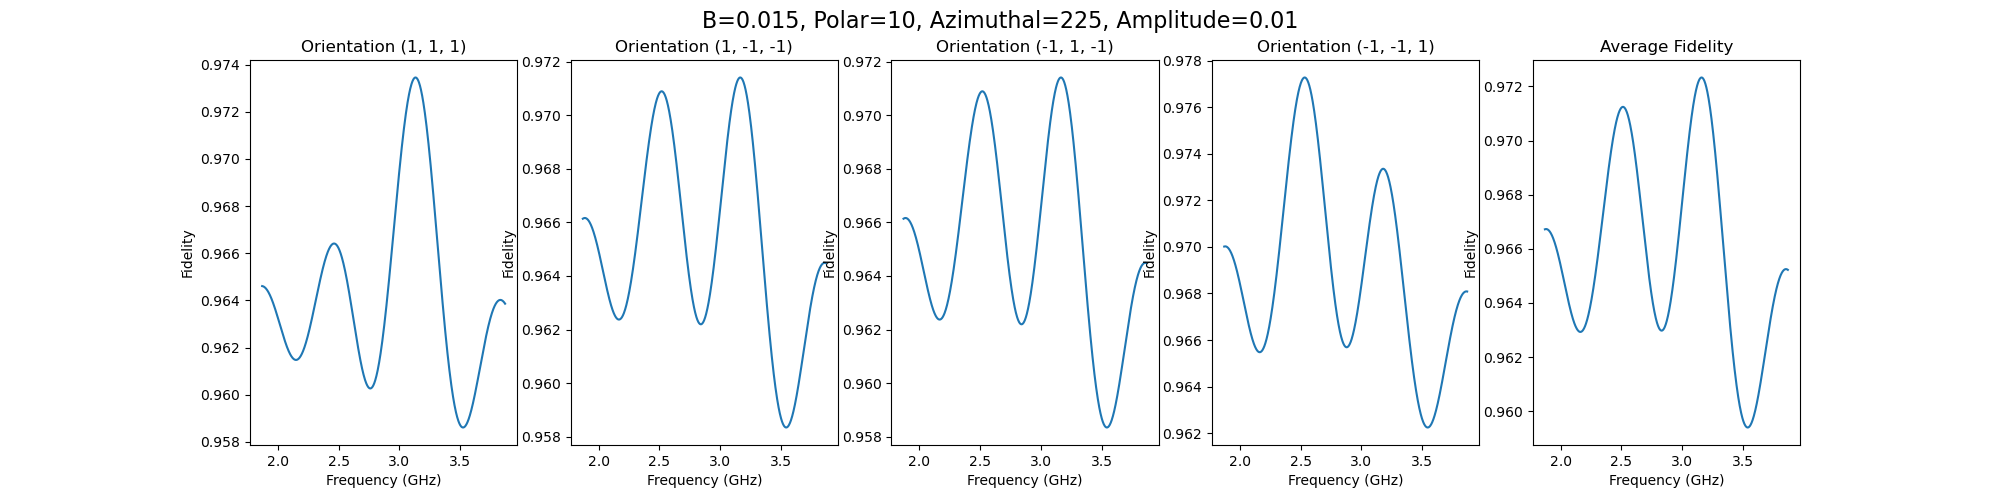 B=0.015, Polar=10, Azimuthal=225, Amplitude=0.01
Orientation (1, 1, 1)
0.974
0.972
0.970
0.968
0.966
0.964
0.962
0.960
0.958
Fidelity
2.0 2.5 3.0 3.5
Frequency (GHz)
Orientation (1, -1, -1)
0.972
0.970
0.968
0.966
0.964
0.962
0.960
0.958
Fidelity
2.0 2.5 3.0 3.5
Frequency (GHz)
Orientation (-1, 1, -1)
0.972
0.970
0.968
0.966
0.964
0.962
0.960
0.958
Fidelity
2.0 2.5 3.0 3.5
Frequency (GHz)
Orientation (-1, -1, 1)
0.978
0.976
0.974
0.972
0.970
0.968
0.966
0.964
0.962
Fidelity
2.0 2.5 3.0 3.5
Frequency (GHz)
Average Fidelity
0.972
0.970
0.968
0.966
0.964
0.962
0.960
Fidelity
2.0 2.5 3.0 3.5
Frequency (GHz)